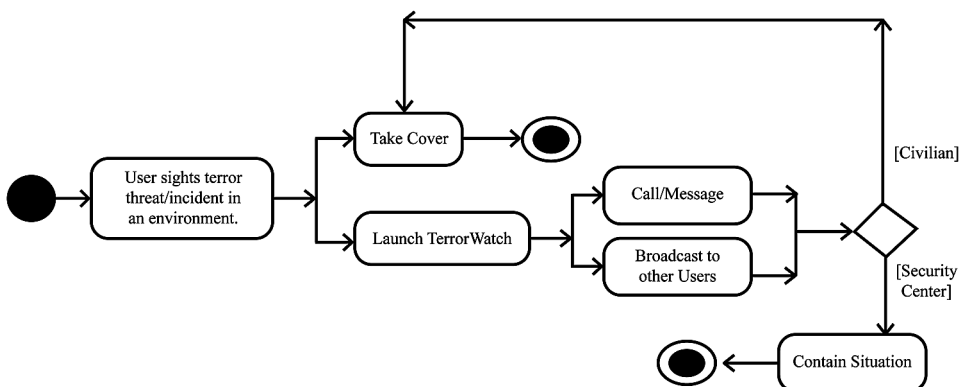 User sights terror
threat/incident in
an environment.
Take Cover
Launch TerrorWatch
Call/Message
Broadcast to
other Users
[Civilian]
[Security
Center]
Contain Situation